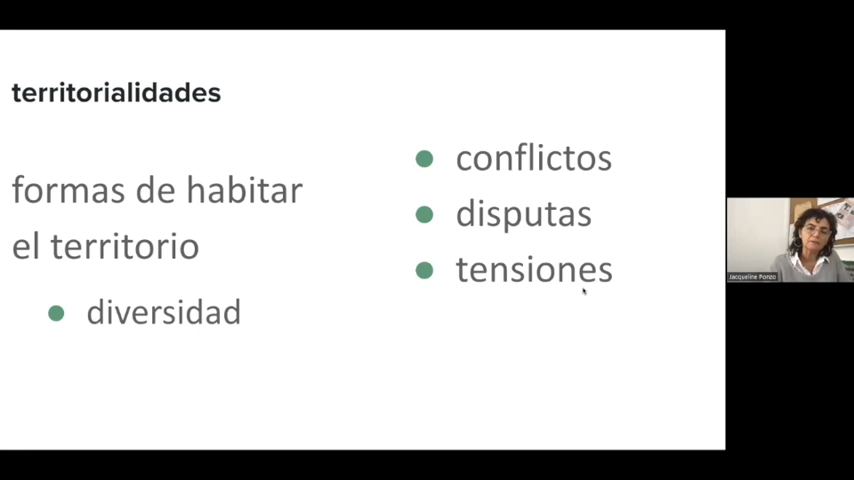 territorialidades
formas de habitar
el territorio
diversidad
conflictos
disputas
tensiones
Jacqueline Ponzo